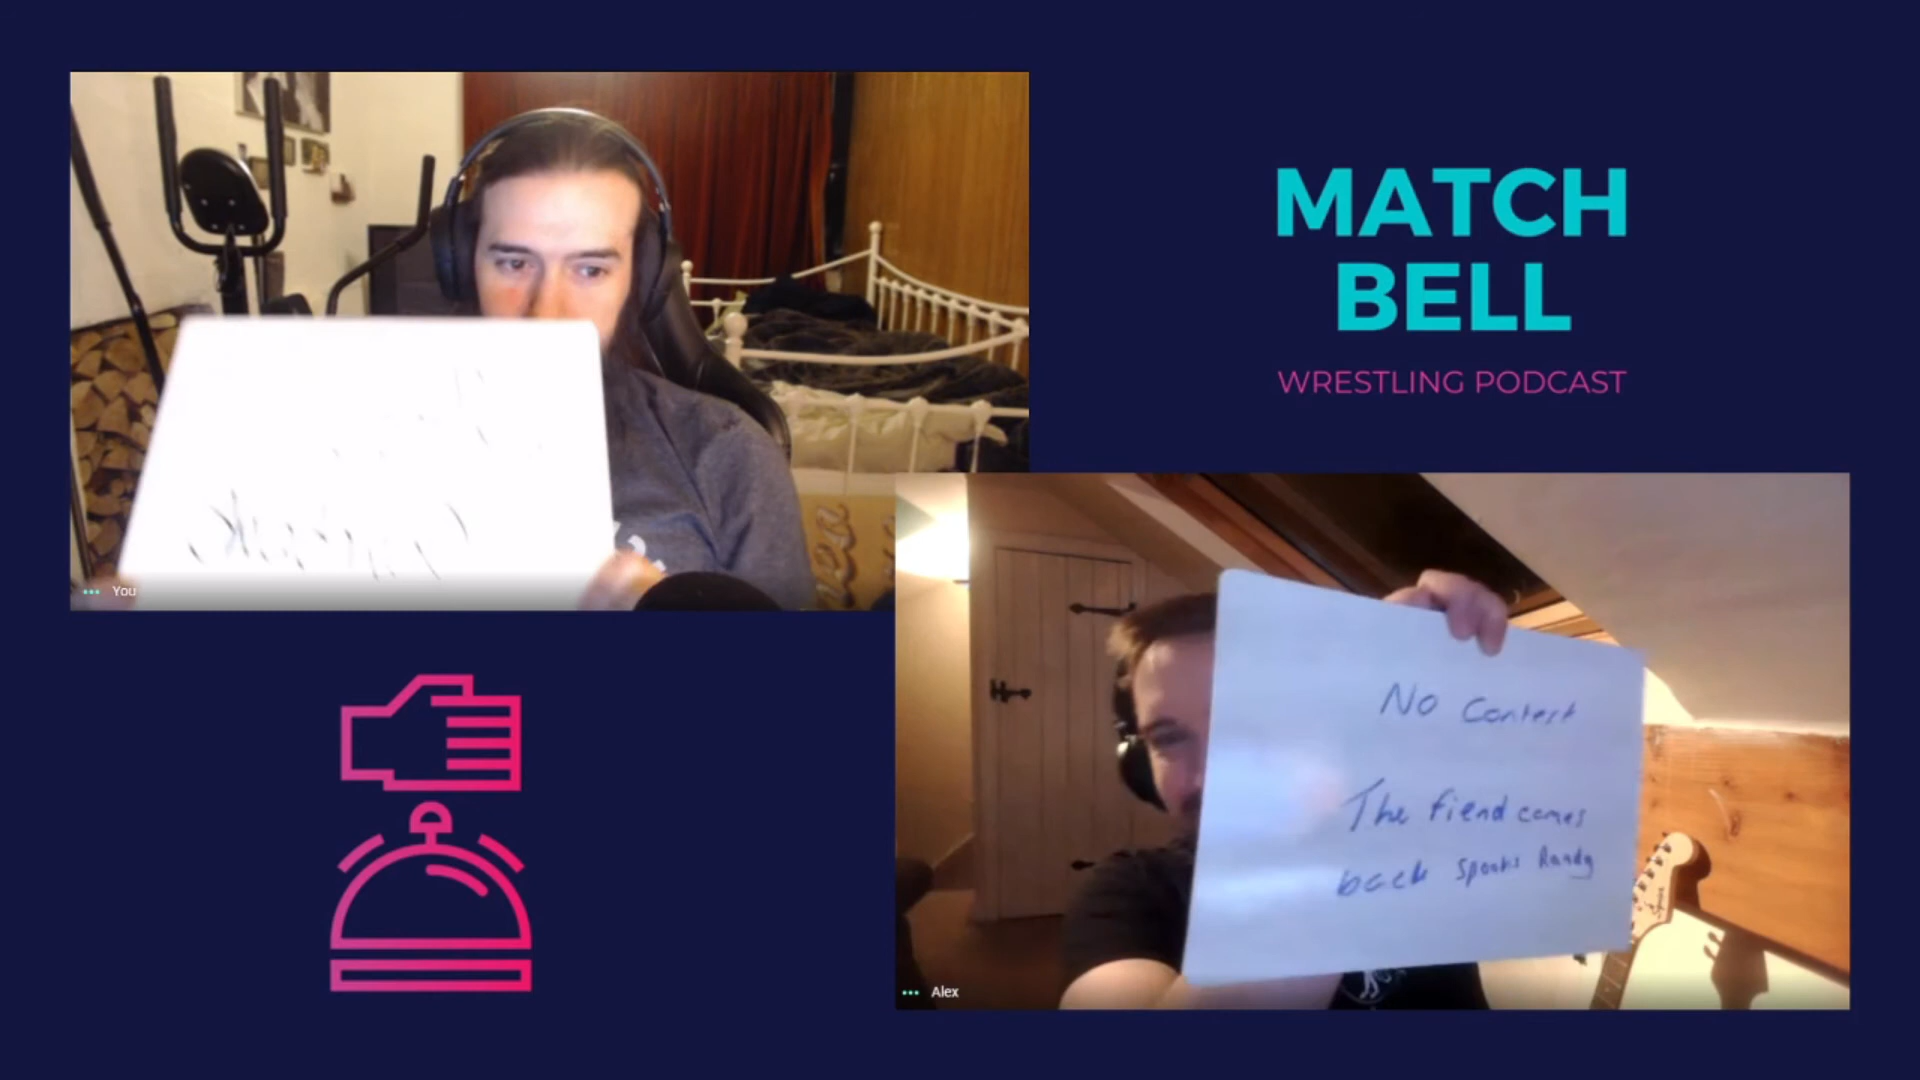 MATCH
BELL
WRESTLING PODCAST
You
No Contest
The fiend comes
back spooks Randy
Alex